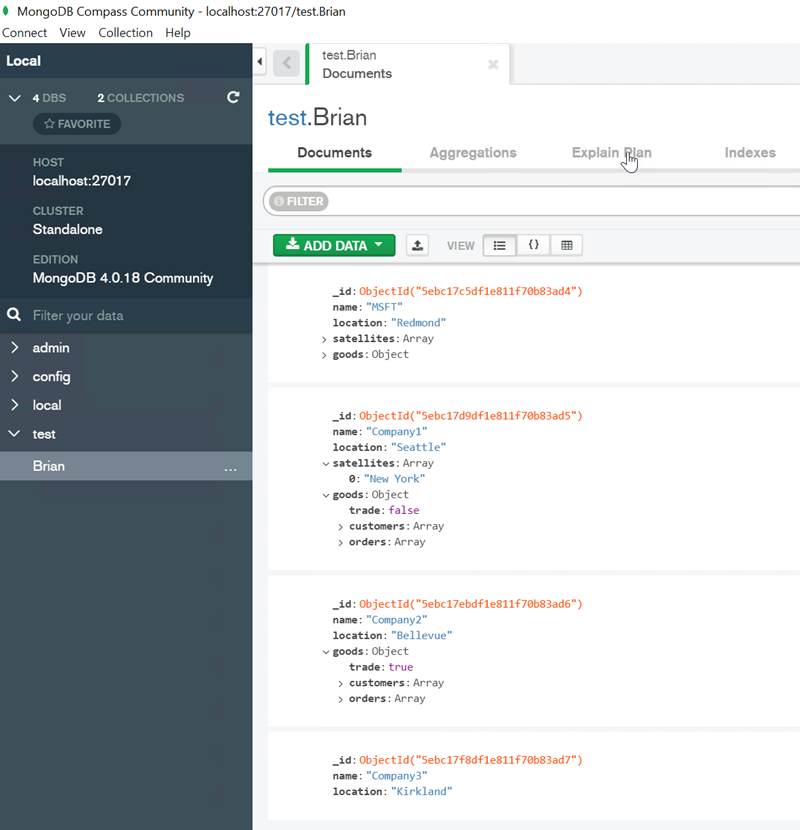 MongoDB Compass Community - localhost:27017/test.Brian
Connect View Collection Help
Local
4 DBS 2 COLLECTIONS
FAVORITE
HOST
localhost:27017
CLUSTER
Standalone
EDITION
MongoDB 4.0.18 Community
Filter your data
admin
config
local
test
Brian ...
test.Brian
Documents
test.Brian
Documents Aggregations Explain Plan Indexes
FILTER
ADD DATA VIEW {}
_id: ObjectId("5ebc17c5df1e811f70b83ad4")
name: "MSFT"
location: "Redmond"
satellites: Array
goods: Object
_id: ObjectId("5ebc17d9df1e811f70b83ad5")
name: "Company1"
location: "Seattle"
satellites: Array
0: "New York"
goods: Object
trade: false
customers: Array
orders: Array
_id: ObjectId("5ebc17ebdf1e811f70b83ad6")
name: "Company2"
location: "Bellevue"
goods: Object
trade: true
customers: Array
orders: Array
_id: ObjectId("5ebc17f8df1e811f70b83ad7")
name: "Company3"
location: "Kirkland"